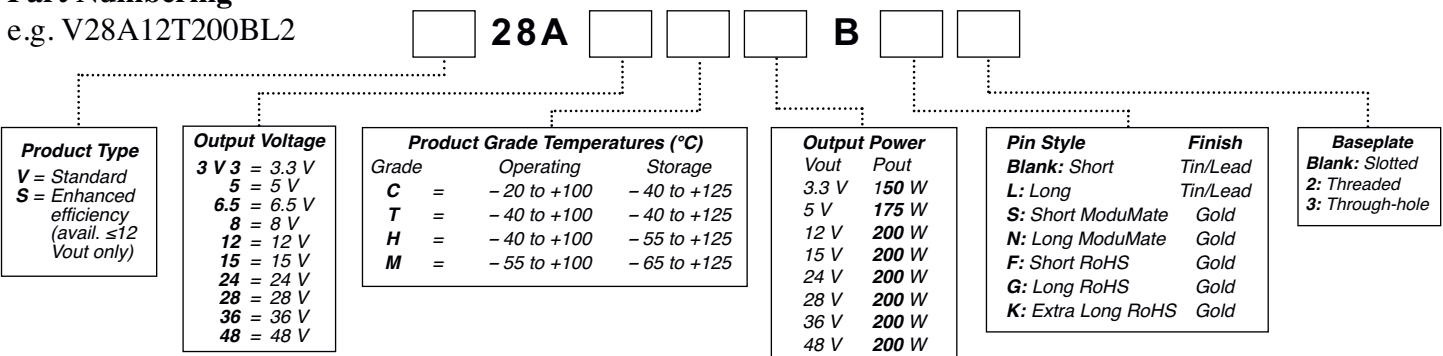 Part Numbering
e.g. V28A12T200BL2
28A B
Product Type
V = Standard
S = Enhanced
efficiency
(avail. ≤12
Vout only)
Output Voltage
3 V 3 = 3.3 V
5 = 5 V
6.5 = 6.5 V
8 = 8 V
12 = 12 V
15 = 15 V
24 = 24 V
28 = 28 V
36 = 36 V
48 = 48 V
Product Grade Temperatures (°C)
Grade Operating Storage
C = – 20 to +100 – 40 to +125
T = – 40 to +100 – 40 to +125
H = – 40 to +100 – 55 to +125
M = – 55 to +100 – 65 to +125
Output Power
Vout Pout
3.3 V 150 W
5 V 175 W
12 V 200 W
15 V 200 W
24 V 200 W
28 V 200 W
36 V 200 W
48 V 200 W
Pin Style Finish
Blank: Short Tin/Lead
L: Long Tin/Lead
S: Short ModuMate Gold
N: Long ModuMate Gold
F: Short RoHS Gold
G: Long RoHS Gold
K: Extra Long RoHS Gold
Baseplate
Blank: Slotted
2: Threaded
3: Through-hole